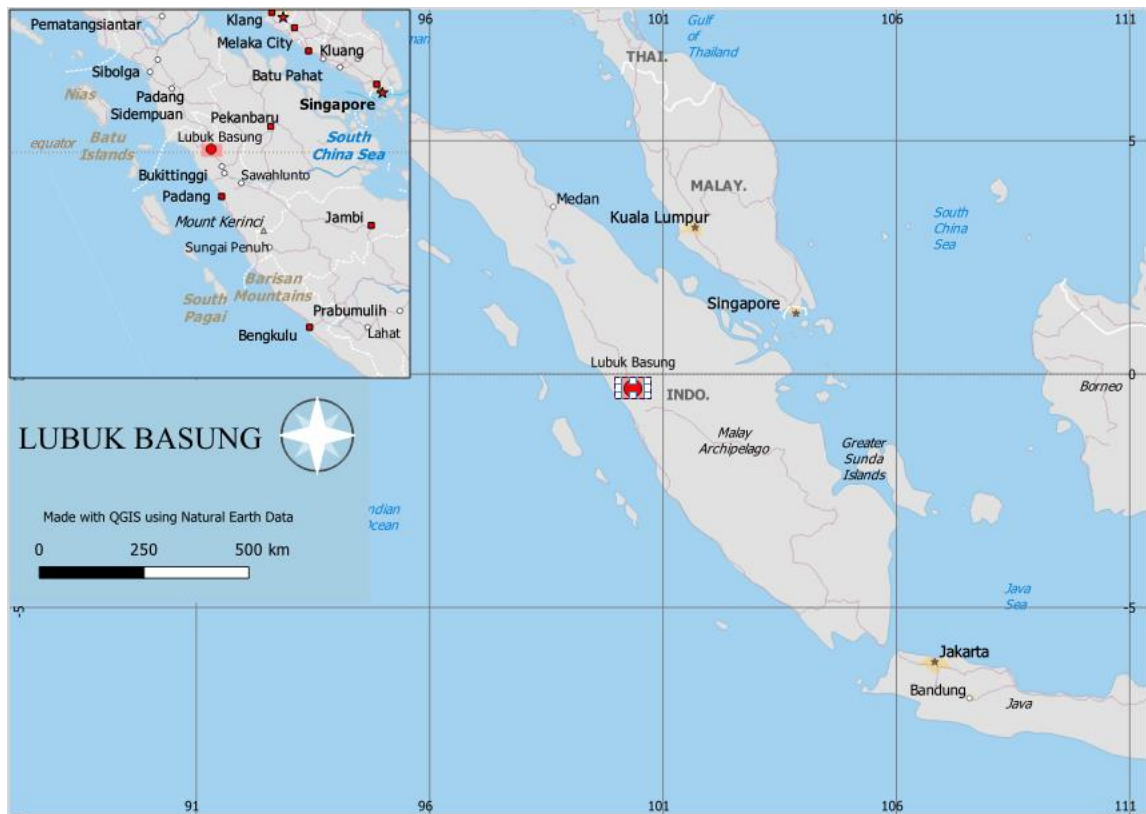 Pematangsiantar
Klang
Melaka City
Kluang
Sibolga
Batu Pahat
Nias
Padang
Sidempuan
Singapore
Pekanbaru
Batu
Islands
Lubuk Basung
South
China Sea
equator
Bukittinggi
Sawahlunto
Padang
Mount Kerinci
Jambi
Sungai Penuh
Barisan
Mountains
South
Pagai
Prabumulih
Bengkulu
Lahat
96
101
106
111
Gulf
of
Thailand
THAI.
5
5
MALAY.
Medan
Kuala Lumpur
South
China
Sea
Singapore
Lubuk Basung
0
INDO.
Borneo
Malay
Archipelago
Greater
Sunda
Islands
LUBUK BASUNG
Made with QGIS using Natural Earth Data
0 250 500 km
Ocean
Java
Sea
-5
-5
Jakarta
Bandung
Java
91
96
101
106
111